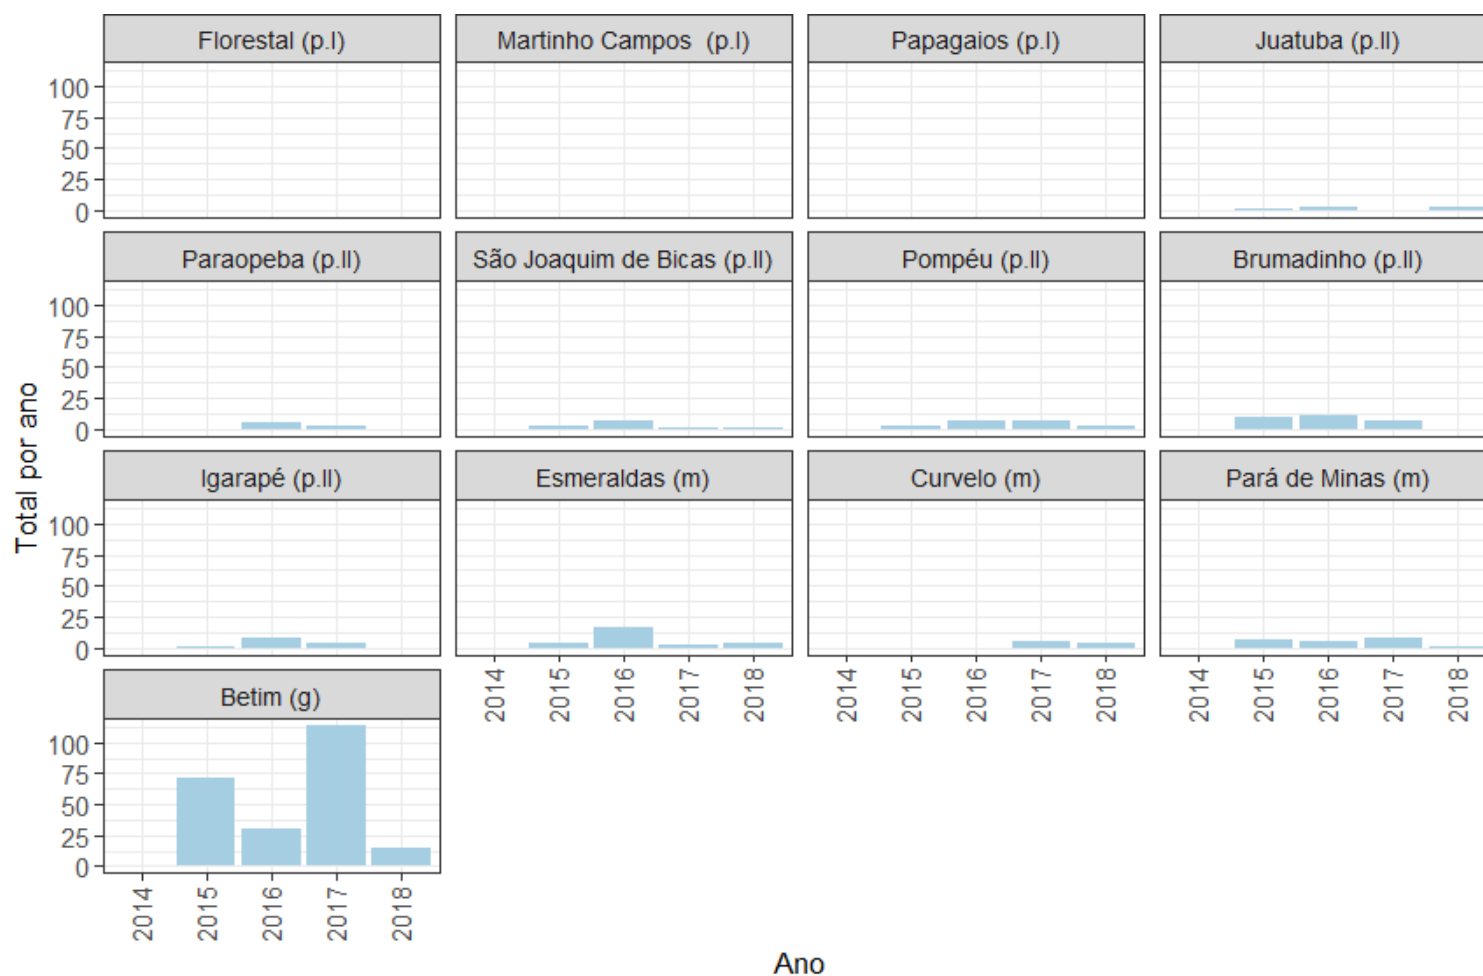 Florestal (p.I)
Martinho Campos (p.I)
Papagaios (p.I)
Juatuba (p.II)
100
75
50
25
0
Paraopeba (p.II)
São Joaquim de Bicas (p.II)
Pompéu (p.II)
Brumadinho (p.II)
100
75
50
25
0
Total por ano
Igarapé (p.II)
Esmeraldas (m)
Curvelo (m)
Pará de Minas (m)
100
75
50
25
0
2014 2015 2016 2017 2018
2014 2015 2016 2017 2018
2014 2015 2016 2017 2018
Betim (g)
100
75
50
25
0
2014 2015 2016 2017 2018
Ano